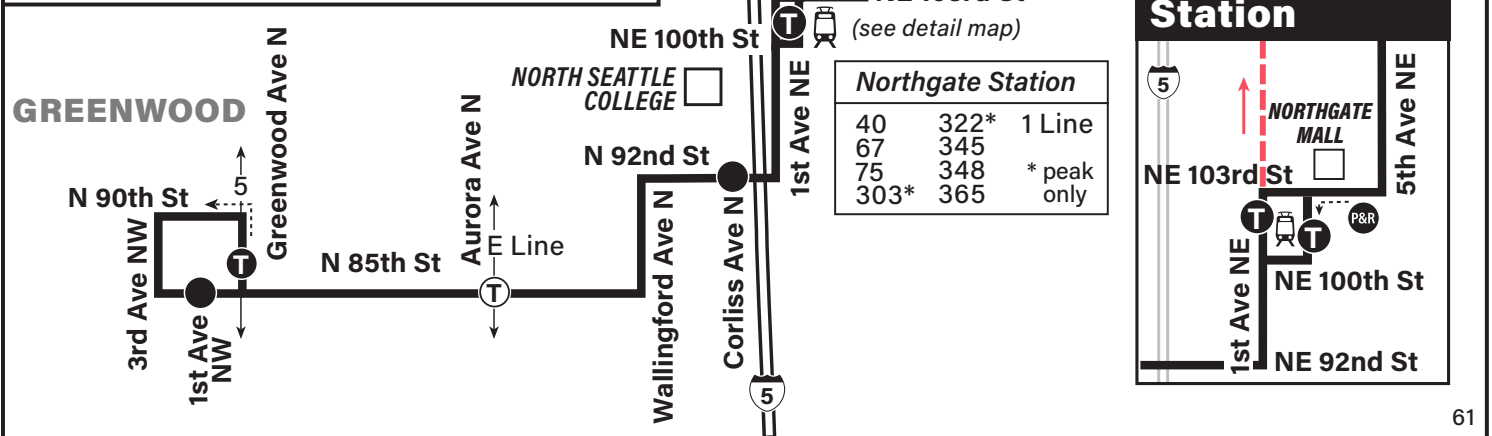 (see detail map)
NE 100th St
T
NORTH SEATTLE
COLLEGE
GREENWOOD
Greenwood Ave N
5
N 90th St
3rd Ave NW
T
1st Ave
NW
N 85th St
Aurora Ave N
E Line
T
Wallingford Ave N
N 92nd St
Corliss Ave N
1st Ave NE
5
Northgate Station
40 322* 1 Line
67 345
75 348 * peak
303* 365 only
Station
5
NORTHGATE
MALL
5th Ave NE
NE 103rd St
T
T
P&R
NE 100th St
1st Ave NE
NE 92nd St
61